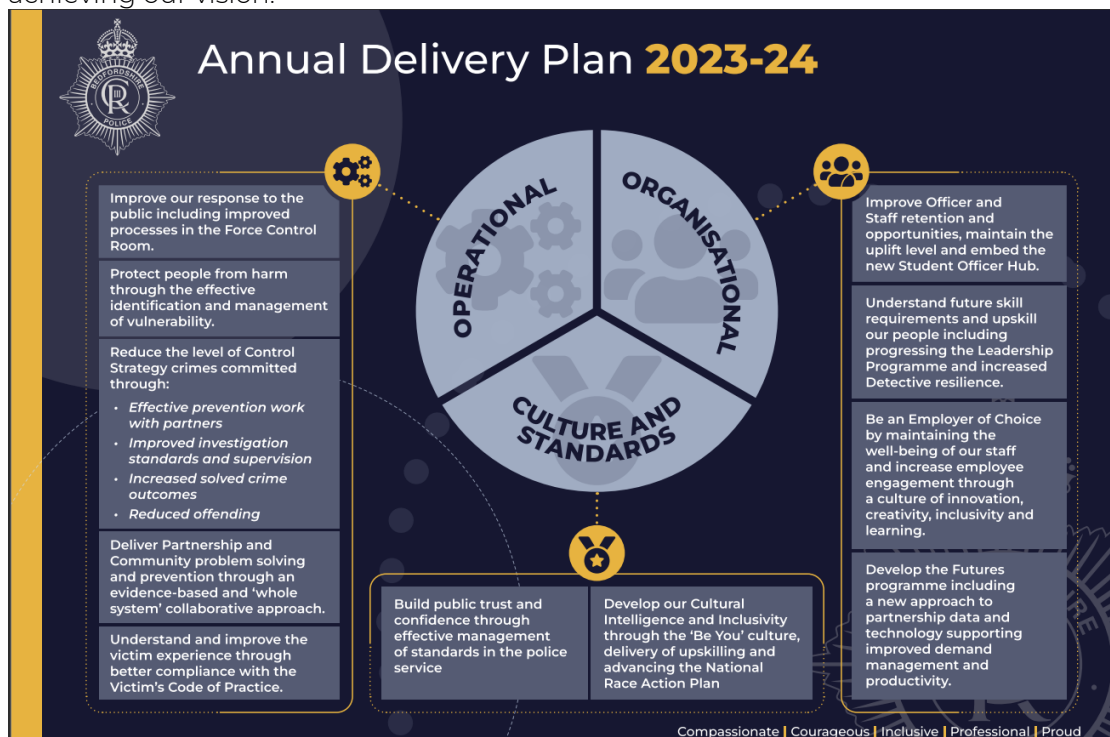 achieving our vision.
Annual Delivery Plan 2023-24
BEDFORDSHIRE
POLICE
OPERATIONAL
ORGANISATIONAL
CULTURE AND
STANDARDS
Improve our response to the
public including improved
processes in the Force Control
Room.
Protect people from harm
through the effective
identification and management
of vulnerability.
Reduce the level of Control
Strategy crimes committed
through:
• Effective prevention work
with partners
• Improved investigation
standards and supervision
• Increased solved crime
outcomes
• Reduced offending
Deliver Partnership and
Community problem solving
and prevention through an
evidence-based and ‘whole
system’ collaborative approach.
Understand and improve the
victim experience through
better compliance with the
Victim’s Code of Practice.
Build public trust and
confidence through
effective management
of standards in the police
service
Develop our Cultural
Intelligence and Inclusivity
through the ‘Be You’ culture,
delivery of upskilling and
advancing the National
Race Action Plan
Improve Officer and
Staff retention and
opportunities, maintain the
uplift level and embed the
new Student Officer Hub.
Understand future skill
requirements and upskill
our people including
progressing the Leadership
Programme and increased
Detective resilience.
Be an Employer of Choice
by maintaining the
well-being of our staff
and increase employee
engagement through
a culture of innovation,
creativity, inclusivity and
learning.
Develop the Futures
programme including
a new approach to
partnership data and
technology supporting
improved demand
management and
productivity.
Compassionate | Courageous | Inclusive | Professional | Proud